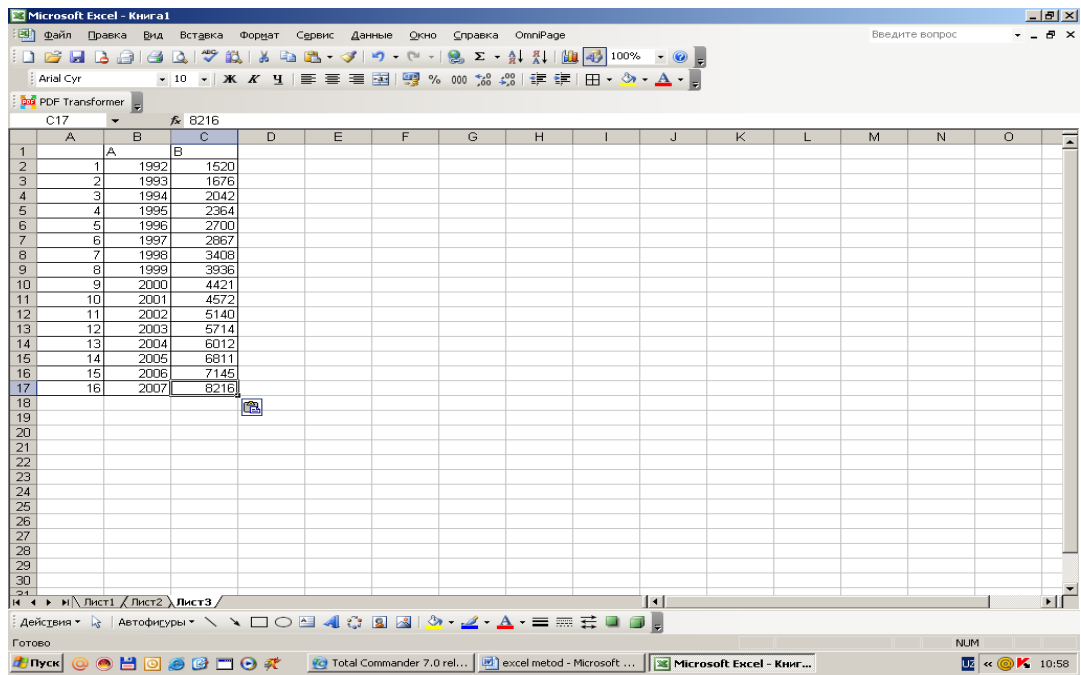 Microsoft Excel - Книга1
Файл Правка Вид Вставка Формат Сервис Данные Окно Справка OmniPage Введите вопрос
100%
Arial Cyr 10 Ж К Ч % 000
PDF Transformer
C17 fx 8216
A B C D E F G H I J K L M N O
1 A B
2 1 1992 1520
3 2 1993 1676
4 3 1994 2042
5 4 1995 2364
6 5 1996 2700
7 6 1997 2867
8 7 1998 3408
9 8 1999 3936
10 9 2000 4421
11 10 2001 4572
12 11 2002 5140
13 12 2003 5714
14 13 2004 6012
15 14 2005 6811
16 15 2006 7145
17 16 2007 8216
18
19
20
21
22
23
24
25
26
27
28
29
30
31
Лист1 Лист2 Лист3
Действия Автофигуры
Готово NUM
Пуск Total Commander 7.0 rel... excel metod - Microsoft ... Microsoft Excel - Книг... UZ 10:58